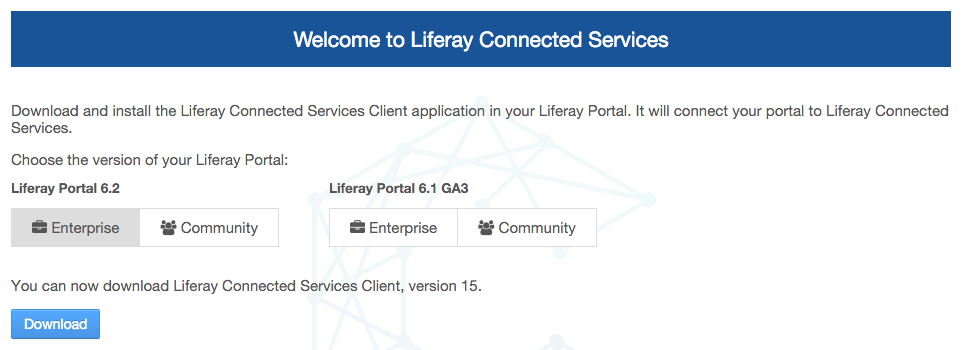 Welcome to Liferay Connected Services
Download and install the Liferay Connected Services Client application in your Liferay Portal. It will connect your portal to Liferay Connected
Services.
Choose the version of your Liferay Portal:
Liferay Portal 6.2 Liferay Portal 6.1 GA3
Enterprise Community Enterprise Community
You can now download Liferay Connected Services Client, version 15.
Download